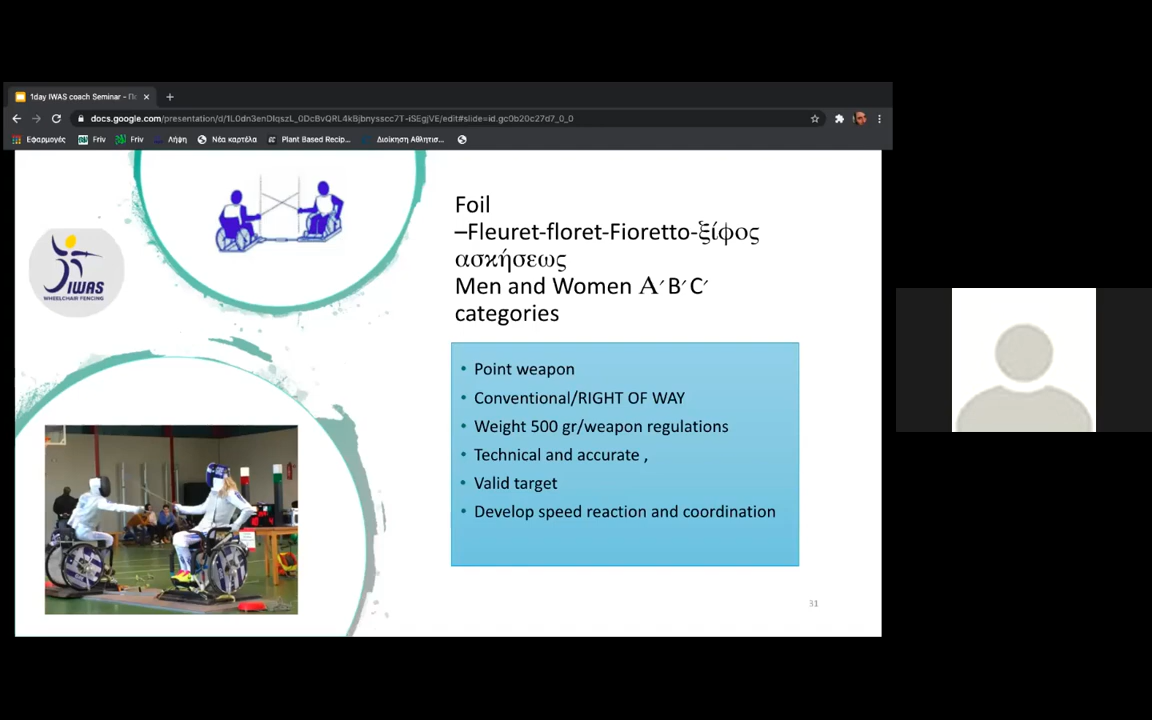 1day IWAS coach Seminar - Πο
docs.google.com/presentation/d/1L0dn3enDIqszL_0DcBvQRL4kBjbnysscc7T-iSEgjVE/edit#slide=id.gc0b20c27d7_0_0
Εφαρμογές Friv Friv Λήψη Νέα καρτέλα Plant Based Recip... Διοίκηση Αθλητισ...
Foil
–Fleuret-floret-Fioretto-ξίφος
ασκήσεως
Men and Women Α΄ Β΄ C΄
categories
IWAS
WHEELCHAIR FENCING
• Point weapon
• Conventional/RIGHT OF WAY
• Weight 500 gr/weapon regulations
• Technical and accurate ,
• Valid target
• Develop speed reaction and coordination
31